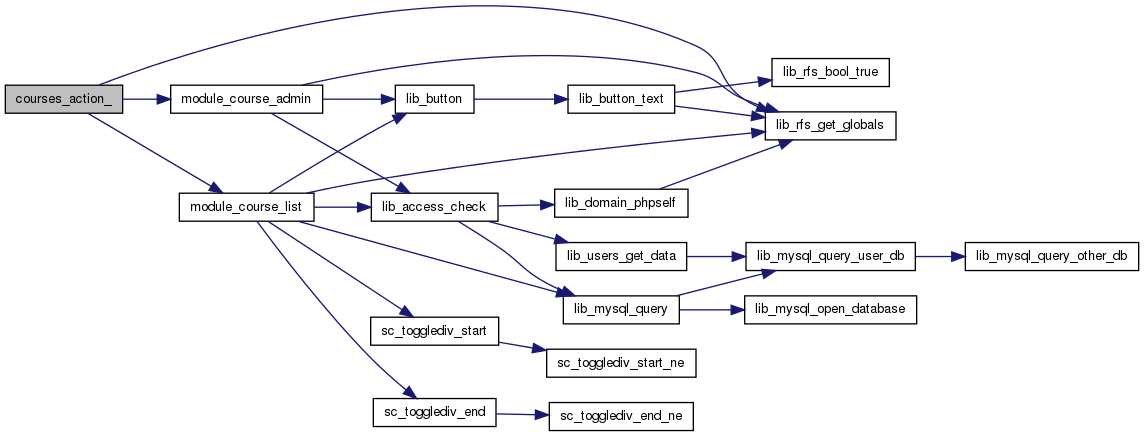 courses_action_
module_course_admin
module_course_list
lib_button
lib_access_check
sc_togglediv_start
sc_togglediv_end
lib_button_text
lib_domain_phpself
lib_users_get_data
lib_mysql_query
sc_togglediv_start_ne
sc_togglediv_end_ne
lib_rfs_bool_true
lib_rfs_get_globals
lib_mysql_query_user_db
lib_mysql_open_database
lib_mysql_query_other_db